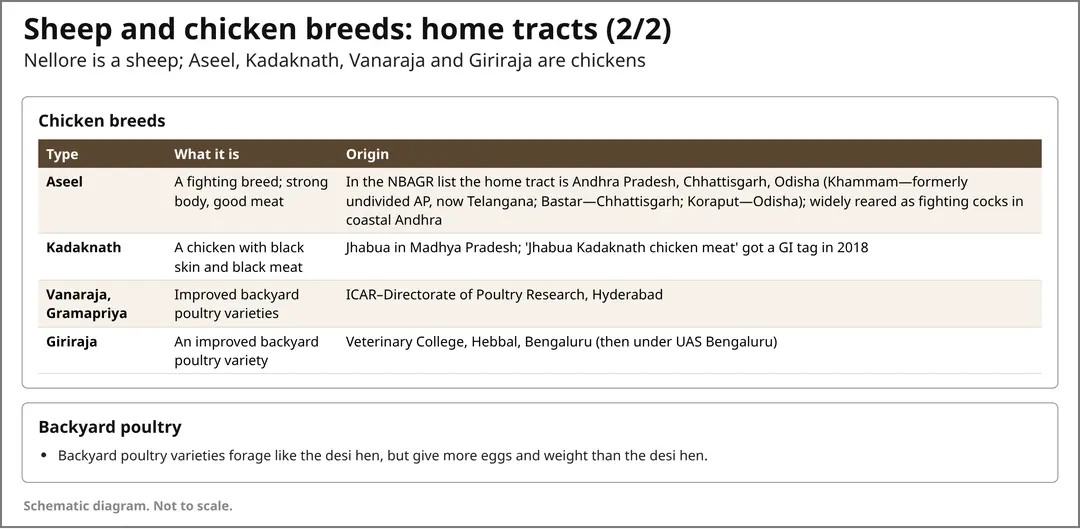 Sheep and chicken breeds: home tracts (2/2)
Nellore is a sheep; Aseel, Kadaknath, Vanaraja and Giriraja are chickens
Chicken breeds
Type What it is Origin
Aseel A fighting breed; strong body, good meat In the NBAGR list the home tract is Andhra Pradesh, Chhattisgarh, Odisha (Khammam—formerly undivided AP, now Telangana; Bastar—Chhattisgarh; Koraput—Odisha); widely reared as fighting cocks in coastal Andhra
Kadaknath A chicken with black skin and black meat Jhabua in Madhya Pradesh; 'Jhabua Kadaknath chicken meat' got a GI tag in 2018
Vanaraja, Gramapriya Improved backyard poultry varieties ICAR–Directorate of Poultry Research, Hyderabad
Giriraja An improved backyard poultry variety Veterinary College, Hebbal, Bengaluru (then under UAS Bengaluru)
Backyard poultry
• Backyard poultry varieties forage like the desi hen, but give more eggs and weight than the desi hen.
Schematic diagram. Not to scale.